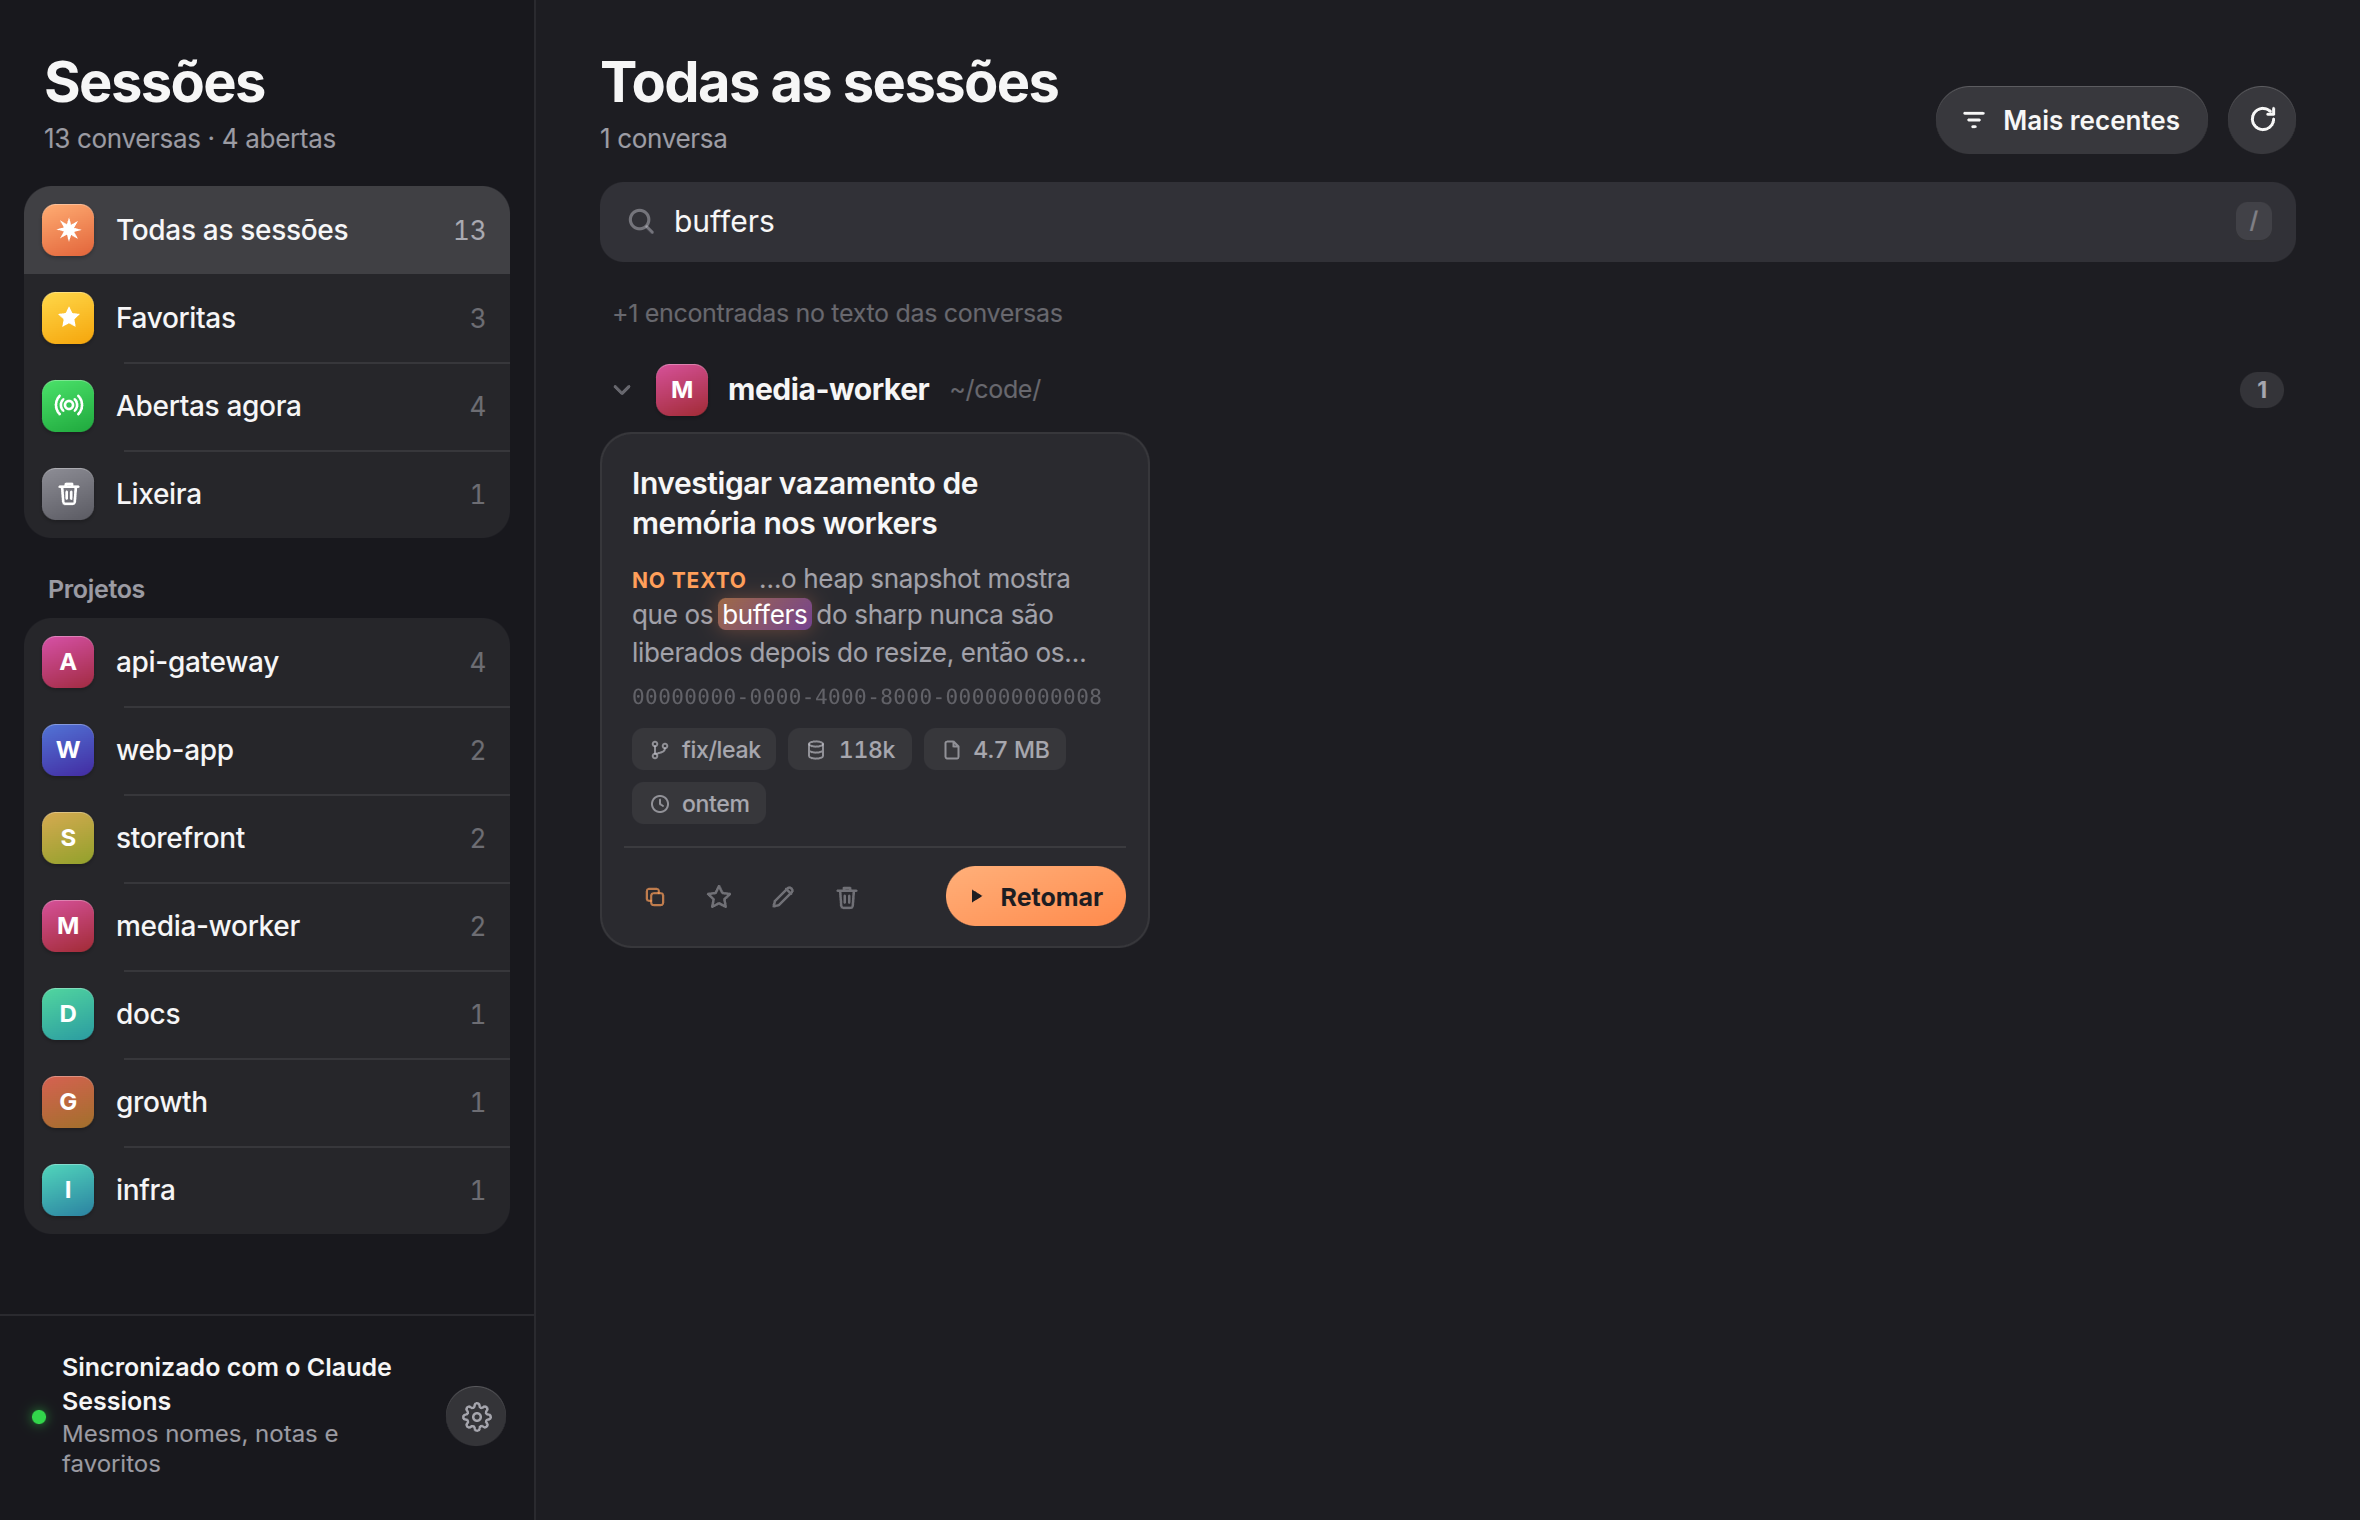 Sessões
13 conversas · 4 abertas
Todas as sessões 13
Favoritas 3
Abertas agora 4
Lixeira 1
Projetos
A api-gateway 4
W web-app 2
S storefront 2
M media-worker 2
D docs 1
G growth 1
I infra 1
Sincronizado com o Claude
Sessions
Mesmos nomes, notas e
favoritos
Todas as sessões
1 conversa
Mais recentes
buffers /
+1 encontradas no texto das conversas
M media-worker ~/code/ 1
Investigar vazamento de
memória nos workers
NO TEXTO …o heap snapshot mostra
que os buffers do sharp nunca são
liberados depois do resize, então os…
00000000-0000-4000-8000-000000000008
fix/leak 118k 4.7 MB
ontem
Retomar